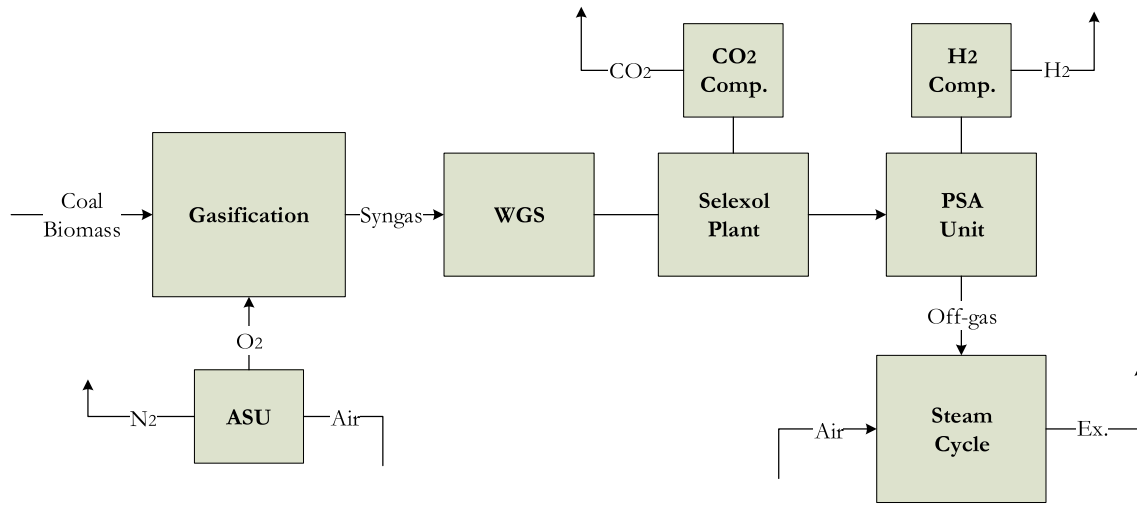 CO2
Comp.
H2
Comp.
CO2
H2
Coal
Biomass
Gasification
Syngas
WGS
Selexol
Plant
PSA
Unit
O2
Off-gas
N2
ASU
Air
Air
Steam
Cycle
Ex.